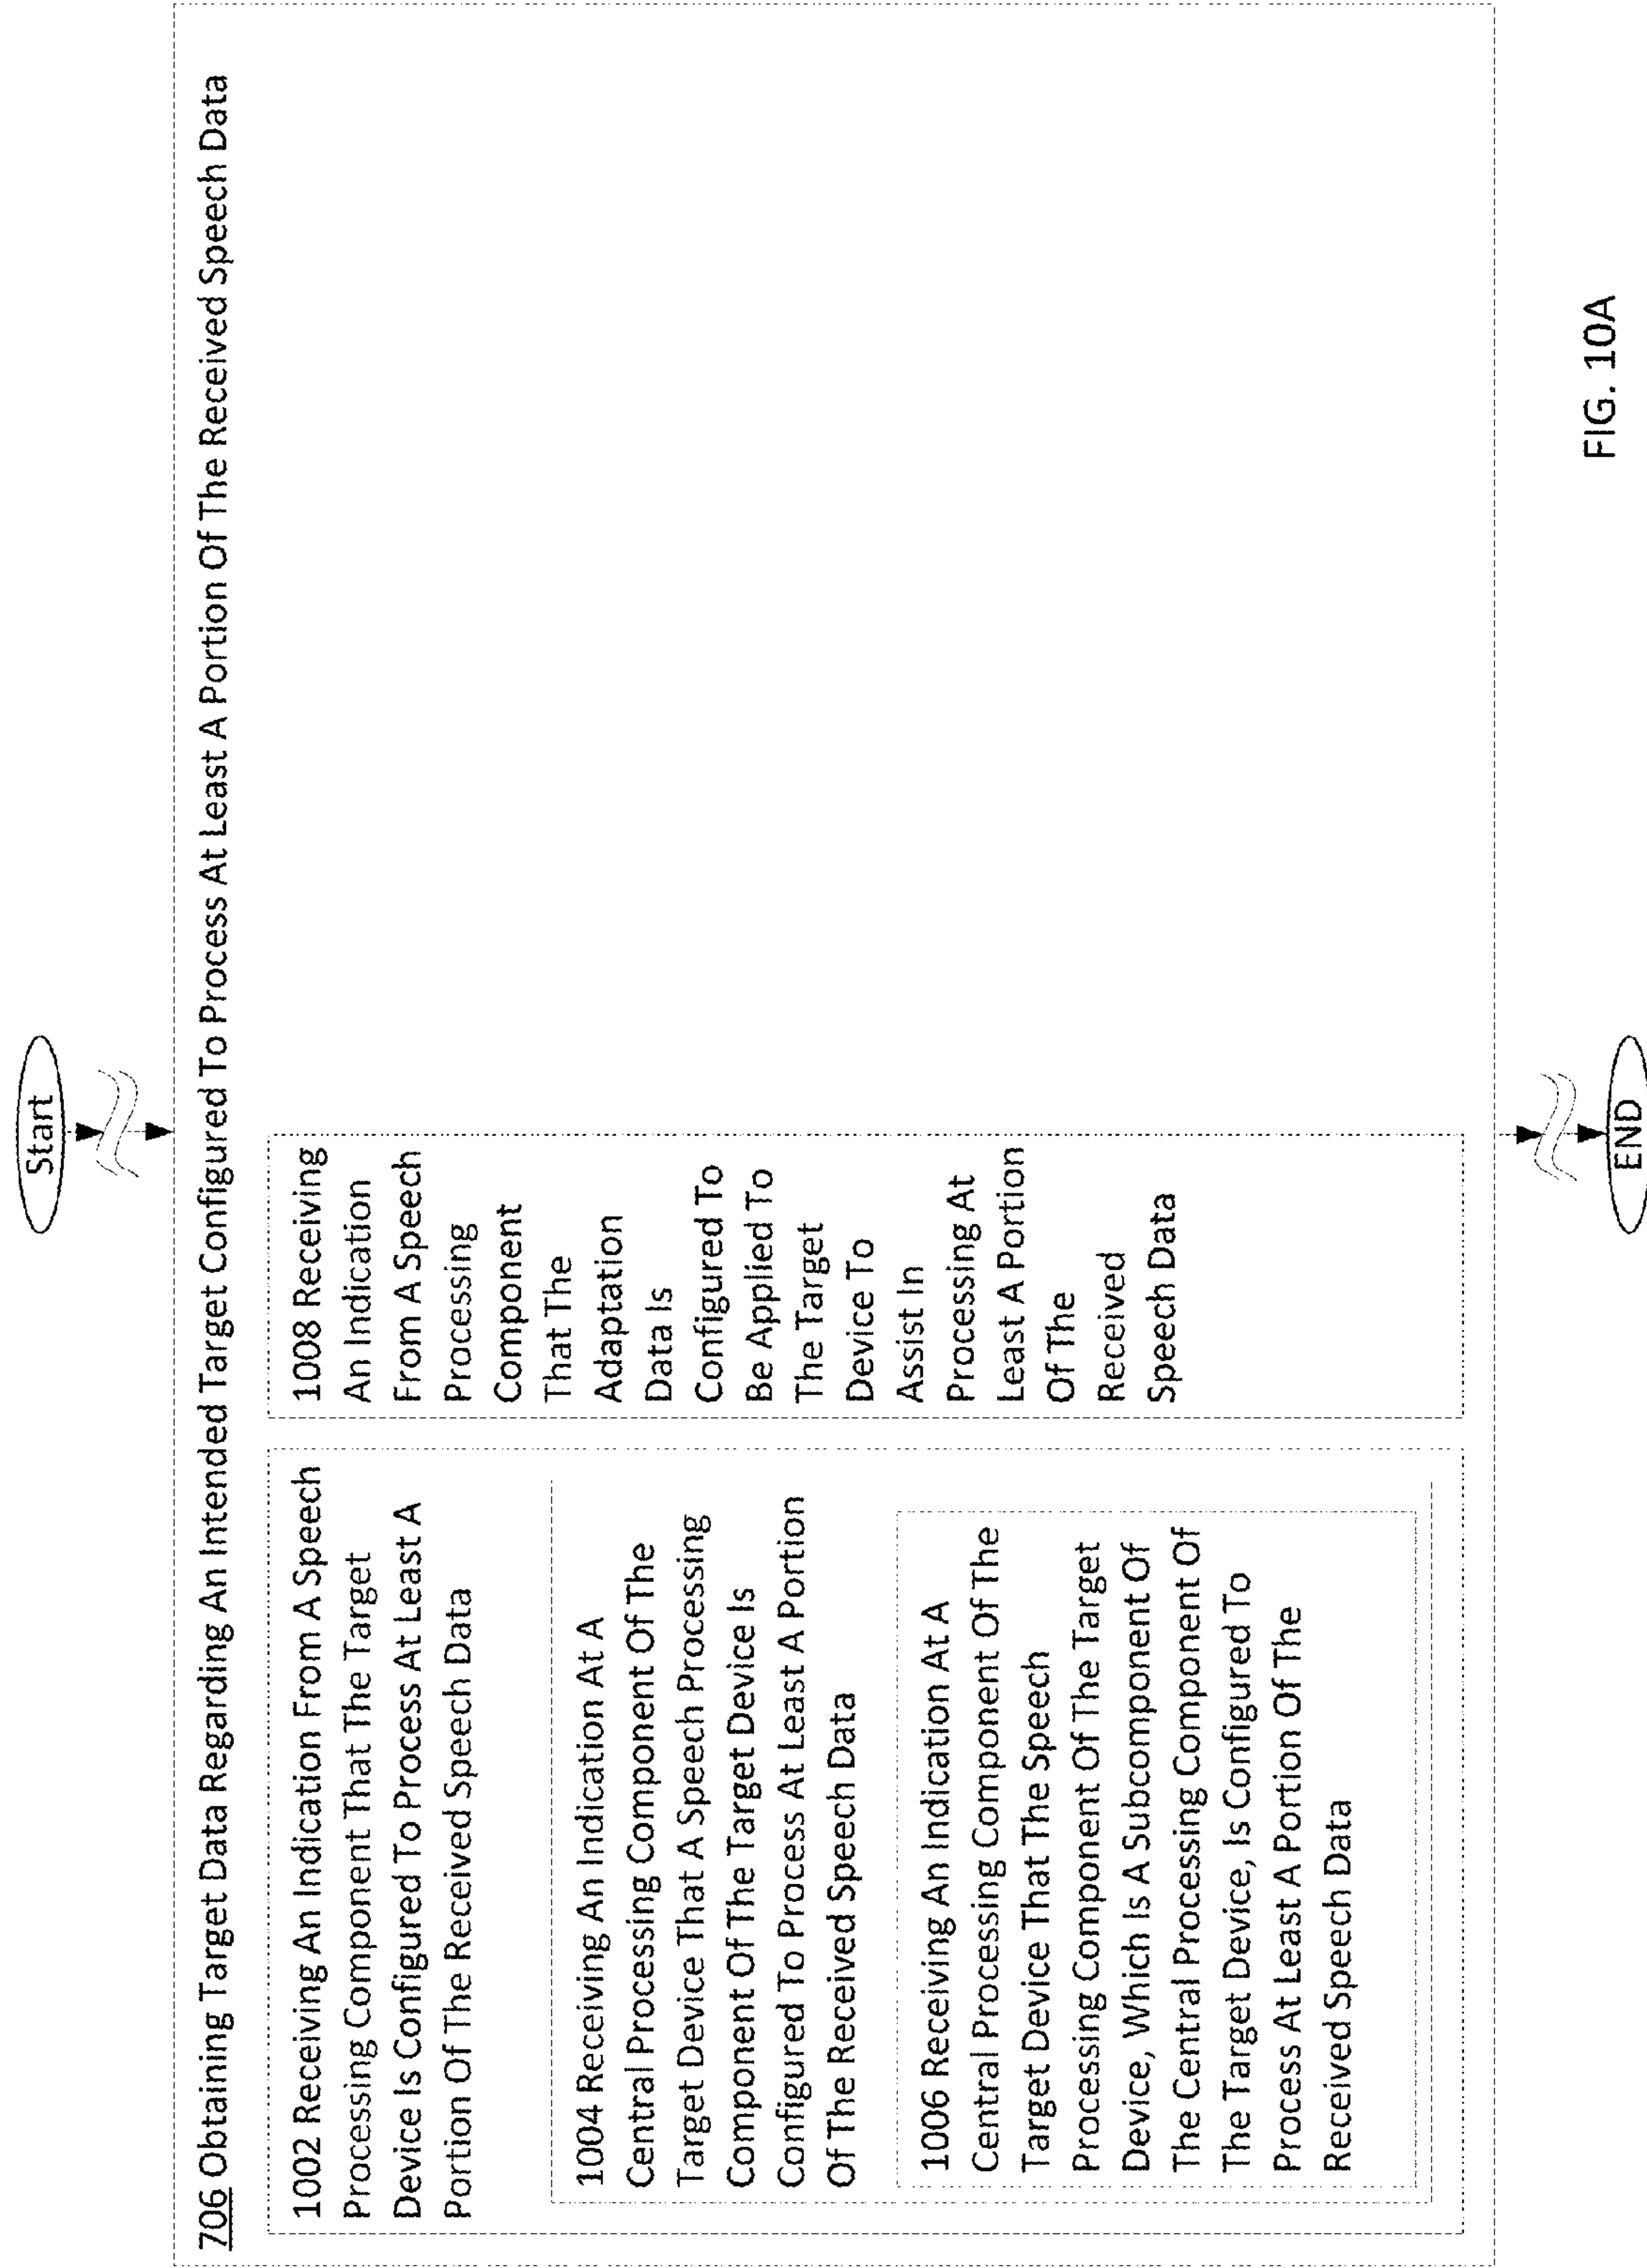 Start
706 Obtaining Target Data Regarding An Intended Target Configured To Process At Least A Portion Of The Received Speech Data
1002 Receiving An Indication From A Speech
Processing Component That The Target
Device Is Configured To Process At Least A
Portion Of The Received Speech Data
1004 Receiving An Indication At A
Central Processing Component Of The
Target Device That A Speech Processing
Component Of The Target Device Is
Configured To Process At Least A Portion
Of The Received Speech Data
1006 Receiving An Indication At A
Central Processing Component Of The
Target Device That The Speech
Processing Component Of The Target
Device, Which Is A Subcomponent Of
The Central Processing Component Of
The Target Device, Is Configured To
Process At Least A Portion Of The
Received Speech Data
1008 Receiving
An Indication
From A Speech
Processing
Component
That The
Adaptation
Data Is
Configured To
Be Applied To
The Target
Device To
Assist In
Processing At
Least A Portion
Of The
Received
Speech Data
END
FIG. 10A